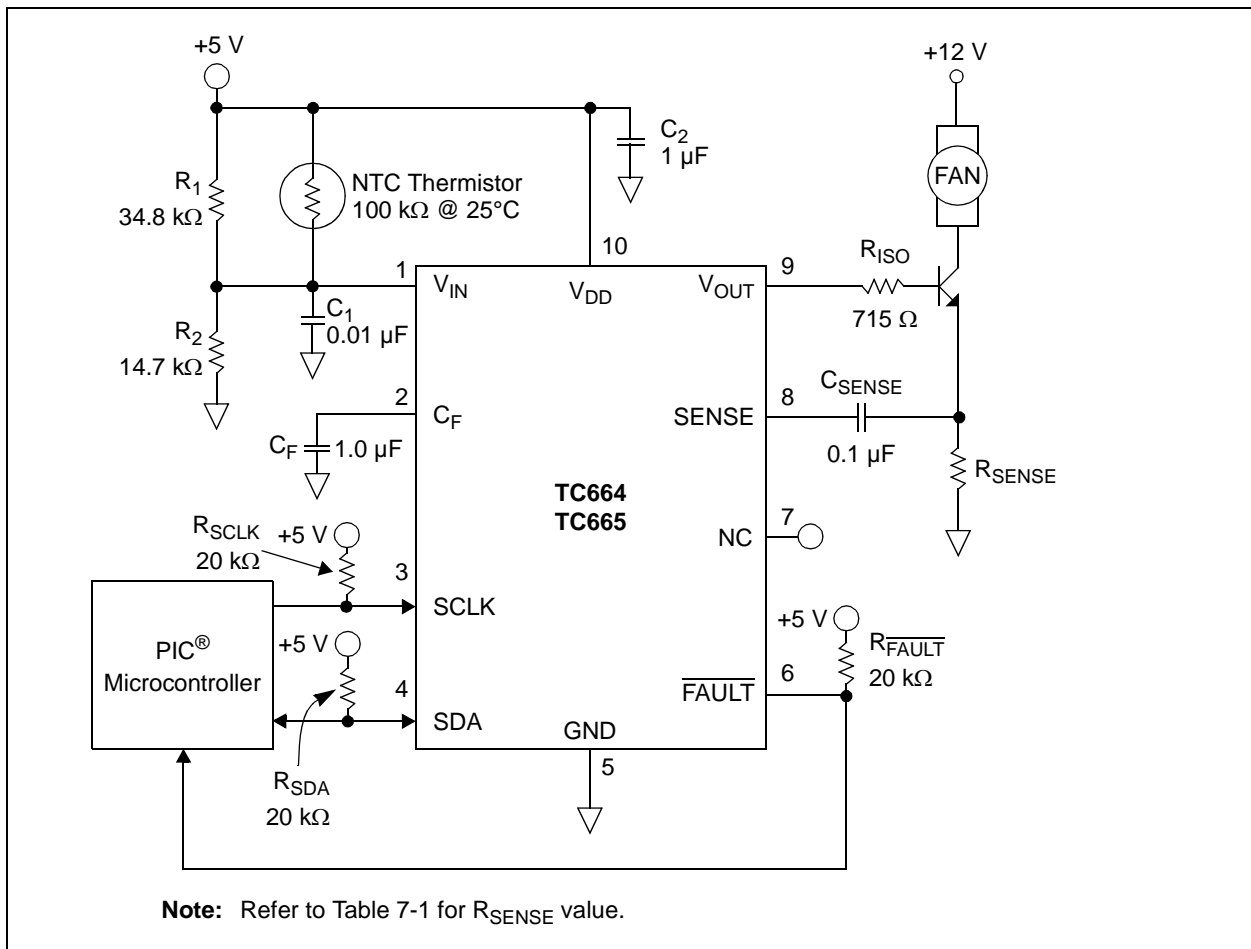 +5 V
+12 V
C2
1 µF
FAN
R1
34.8 kΩ
NTC Thermistor
100 kΩ @ 25°C
10
RISO
9
1
VIN
VDD
VOUT
715 Ω
C1
0.01 µF
R2
14.7 kΩ
CSENSE
2
8
CF
SENSE
CF
1.0 µF
0.1 µF
RSENSE
TC664
TC665
7
NC
RSCLK
20 kΩ
+5 V
3
SCLK
+5 V
RFAULT
20 kΩ
PIC®
Microcontroller
+5 V
4
6
FAULT
SDA
GND
5
RSDA
20 kΩ
Note: Refer to Table 7-1 for RSENSE value.